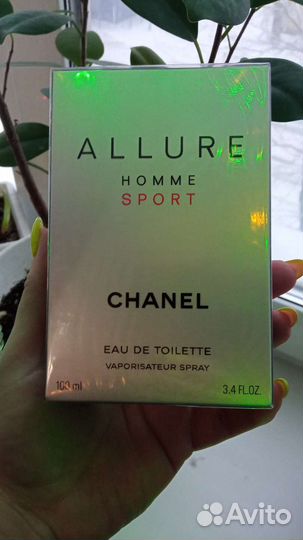 ALLURE
HOMME
SPORT
CHANEL
EAU DE TOILETTE
VAPORISATEUR SPRAY
100 ml 3.4 FL.OZ.
Avito